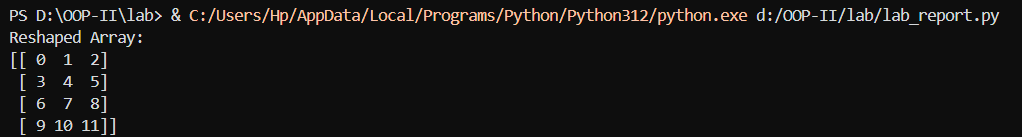 PS D:\OOP-II\lab> & C:/Users/Hp/AppData/Local/Programs/Python/Python312/python.exe d:/OOP-II/lab/lab_report.py
Reshaped Array:
[[ 0  1  2]
 [ 3  4  5]
 [ 6  7  8]
 [ 9 10 11]]